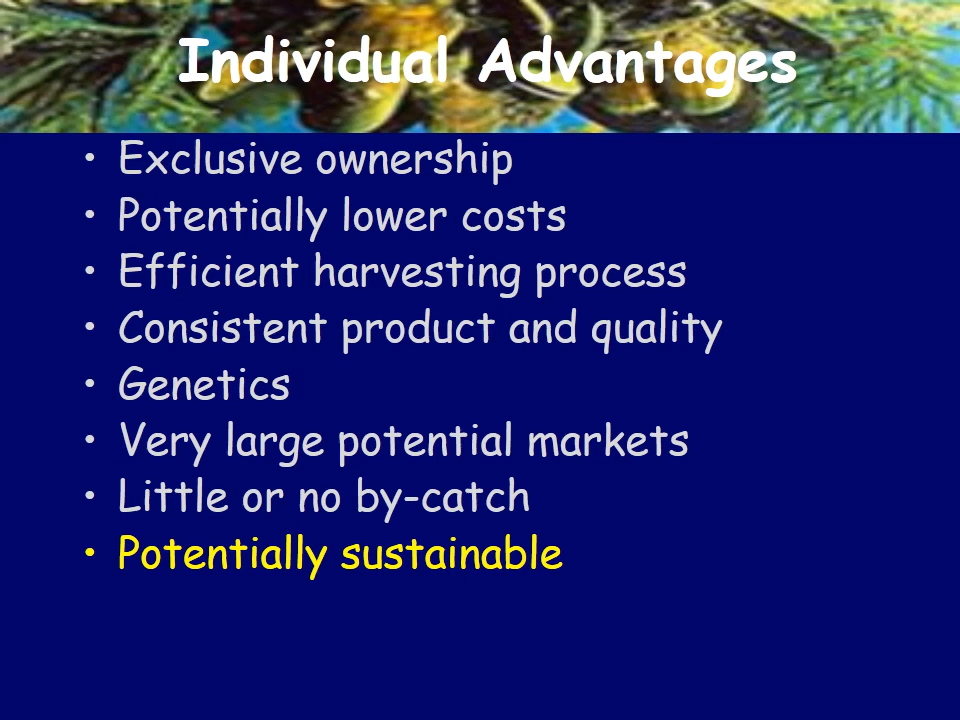 Individual Advantages
• Exclusive ownership
• Potentially lower costs
• Efficient harvesting process
• Consistent product and quality
• Genetics
• Very large potential markets
• Little or no by-catch
• Potentially sustainable